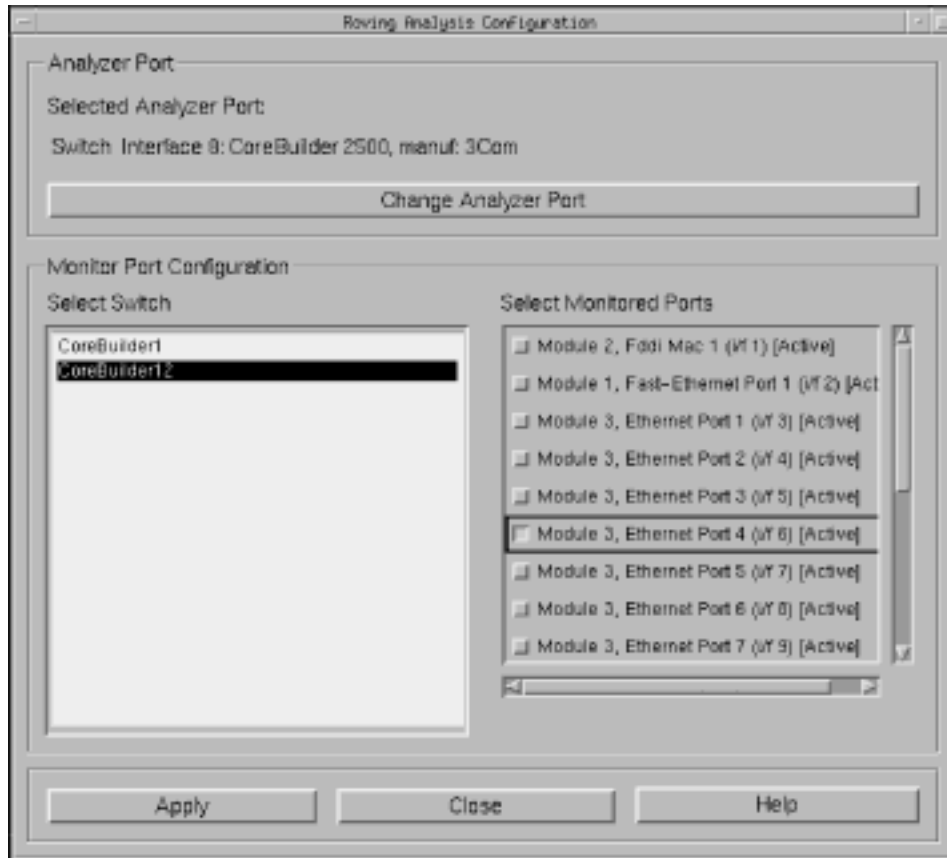 Roving Analysis Configuration
Analyzer Port
Selected Analyzer Port:
Switch Interface 8: CoreBuilder 2500, manuf: 3Com
Change Analyzer Port
Monitor Port Configuration
Select Switch
CoreBuilder1
CoreBuilder12
Select Monitored Ports
Module 2, Fddi Mac 1 (i/f 1) [Active]
Module 1, Fast-Ethernet Port 1 (i/f 2) [Act
Module 3, Ethernet Port 1 (i/f 3) [Active]
Module 3, Ethernet Port 2 (i/f 4) [Active]
Module 3, Ethernet Port 3 (i/f 5) [Active]
Module 3, Ethernet Port 4 (i/f 6) [Active]
Module 3, Ethernet Port 5 (i/f 7) [Active]
Module 3, Ethernet Port 6 (i/f 8) [Active]
Module 3, Ethernet Port 7 (i/f 9) [Active]
Apply
Close
Help